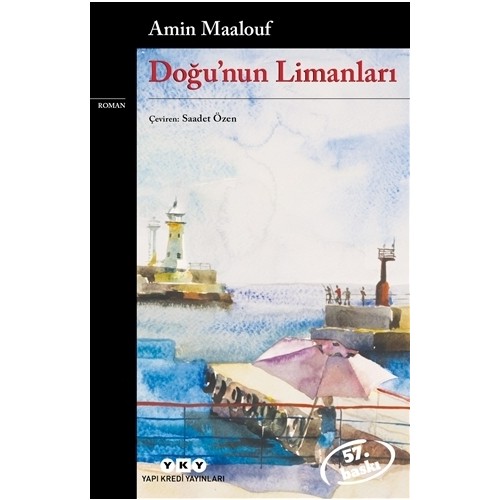 Amin Maalouf
Doğu'nun Limanları
ROMAN
Çeviren: Saadet Özen
YKY
YAPI KREDİ YAYINLARI
57.
baskı